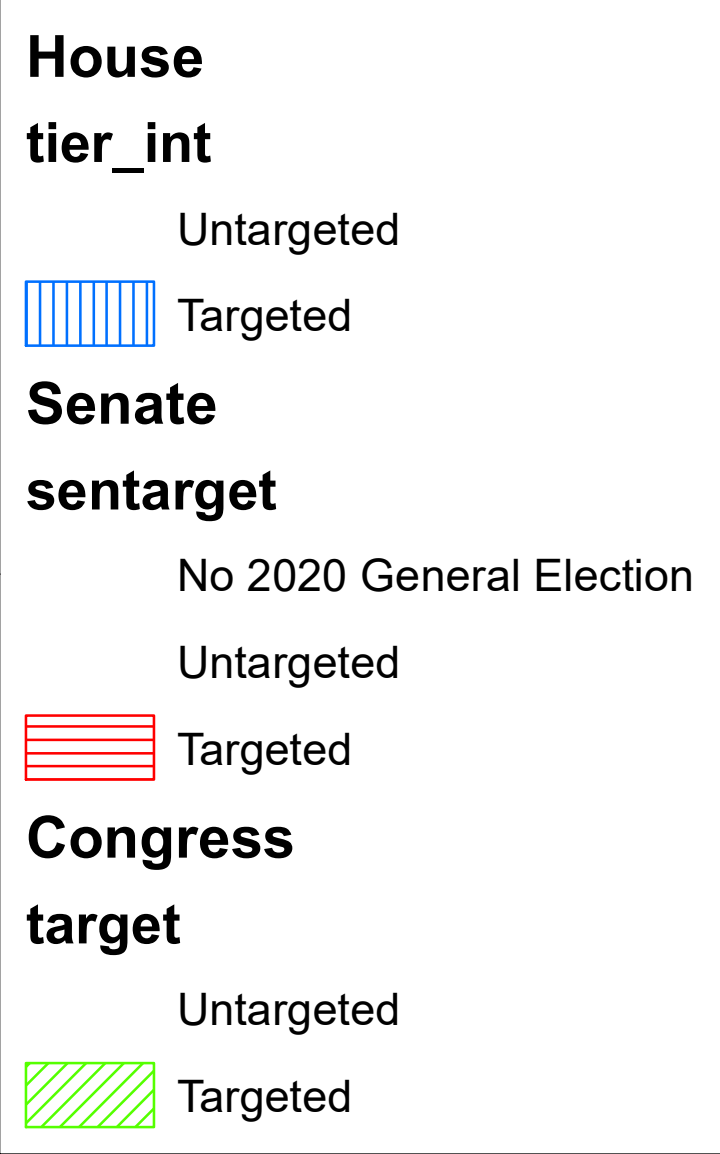 House
tier_int
Untargeted
Targeted
Senate
sentarget
No 2020 General Election
Untargeted
Targeted
Congress
target
Untargeted
Targeted